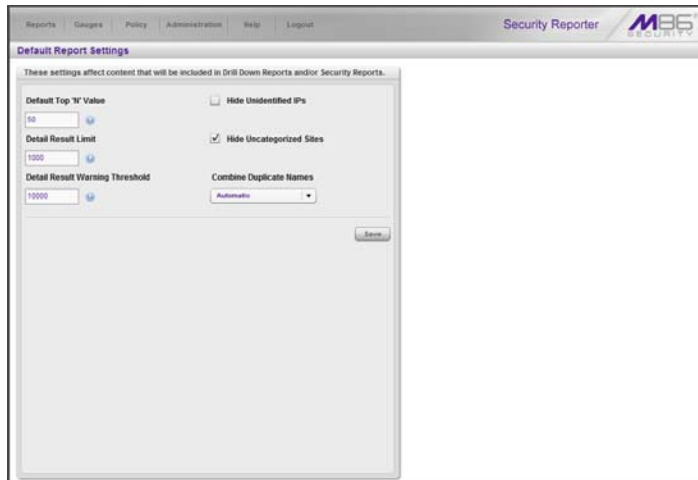 Reports Gauges Policy Administration Help Logout Security Reporter M86 SECURITY
Default Report Settings
These settings affect content that will be included in Drill Down Reports and/or Security Reports.
Default Top 'N' Value Hide Unidentified IPs
50
Detail Result Limit Hide Uncategorized Sites
1000
Detail Result Warning Threshold Combine Duplicate Names
10000 Automatic
Save